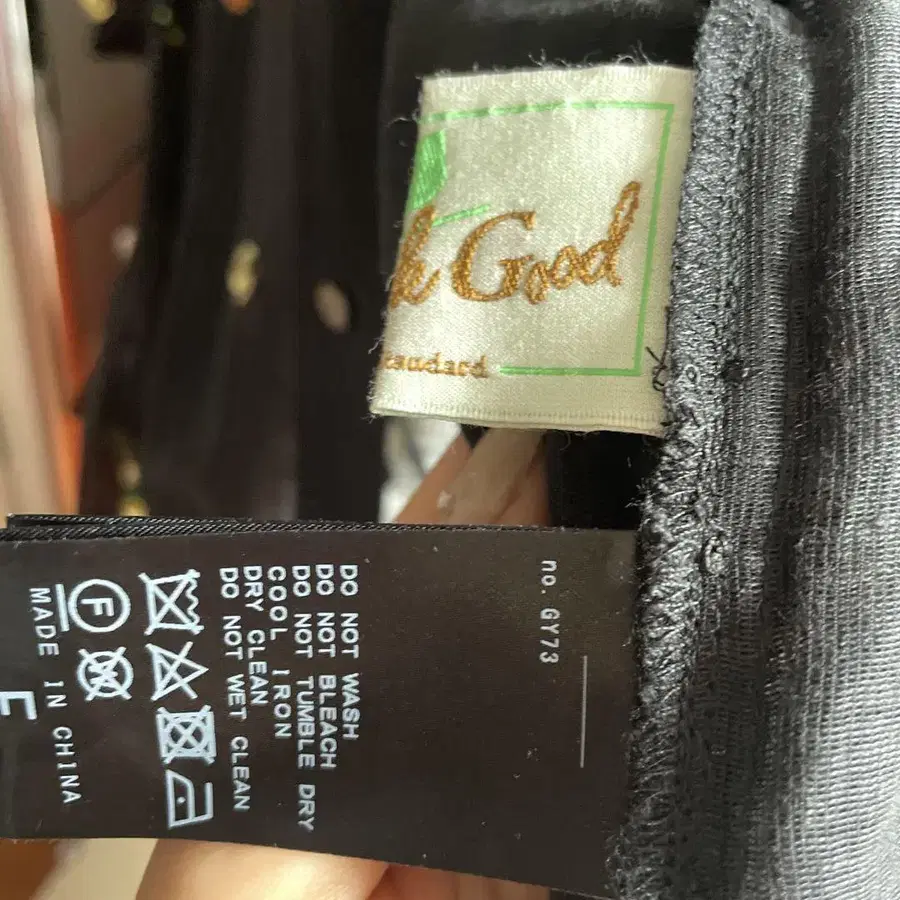 Good
no. GY73
DO NOT WASH
DO NOT BLEACH
DO NOT TUMBLE DRY
COOL IRON
DRY CLEAN
DO NOT WET CLEAN
F
MADE IN CHINA